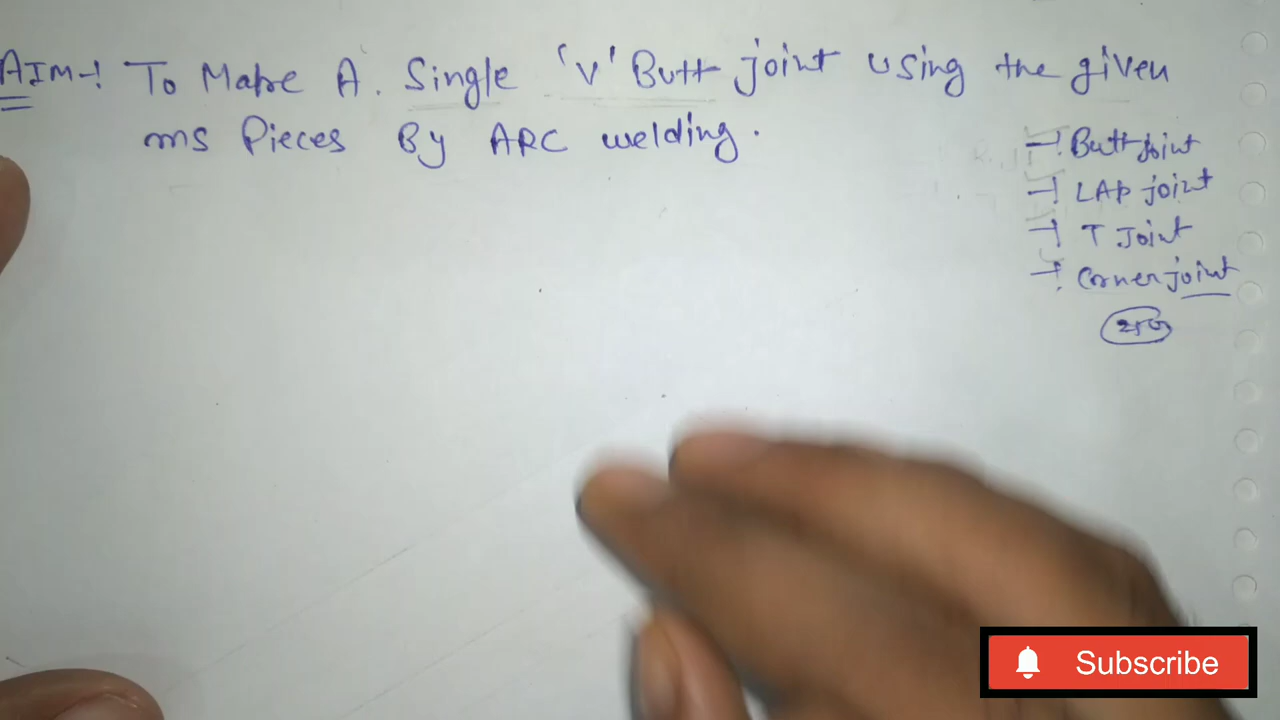 AIM-! To Make A. Single 'V' Butt joint using the given
ms Pieces By ARC welding.
-! Butt joint
-! LAP joint
-! T Joint
-! Corner joint
Subscribe